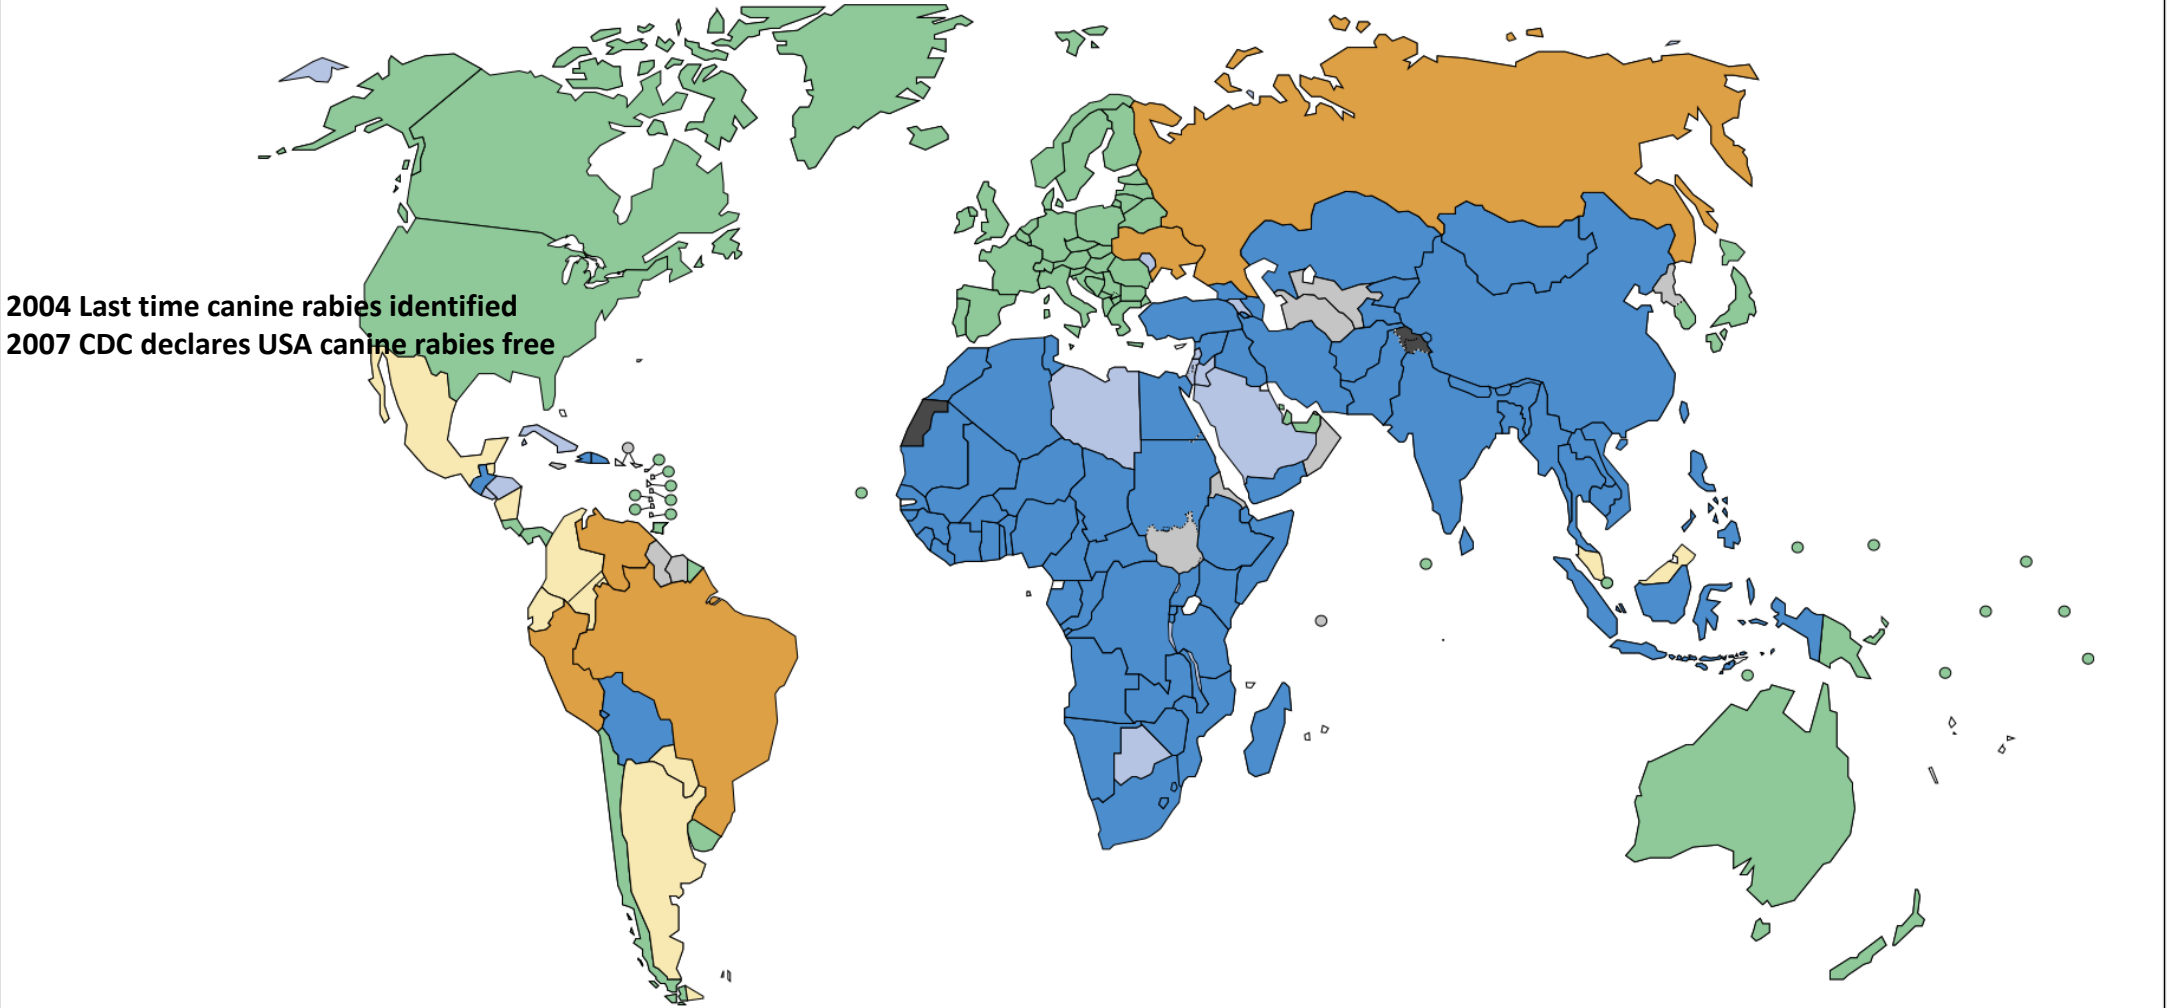 2004 Last time canine rabies identified
2007 CDC declares USA canine rabies free